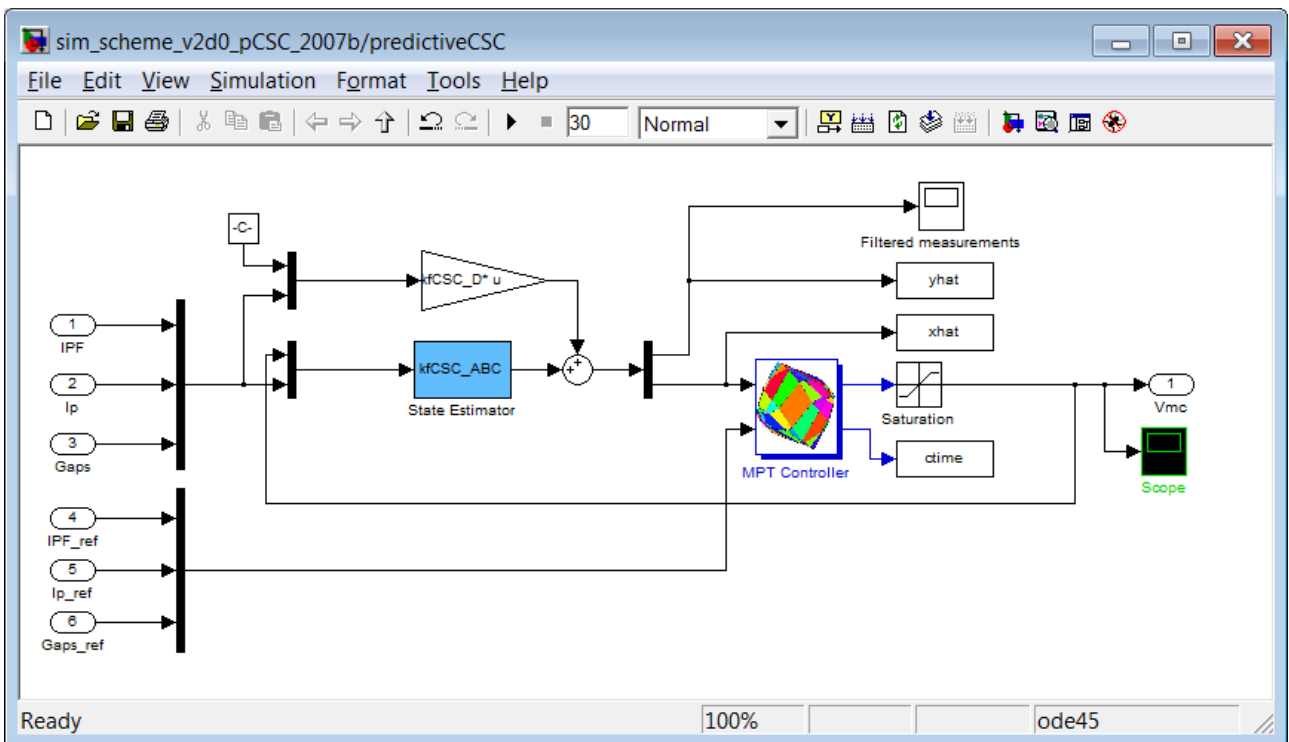 sim_scheme_v2d0_pCSC_2007b/predictiveCSC
File Edit View Simulation Format Tools Help
30 Normal
-C-
Filtered measurements
kfCSC_D* u
yhat
1
IPF
xhat
kfCSC_ABC
State Estimator
++
2
Ip
1
Vmc
Saturation
3
Gaps
MPT Controller
ctime
Scope
4
IPF_ref
5
Ip_ref
6
Gaps_ref
Ready 100% ode45